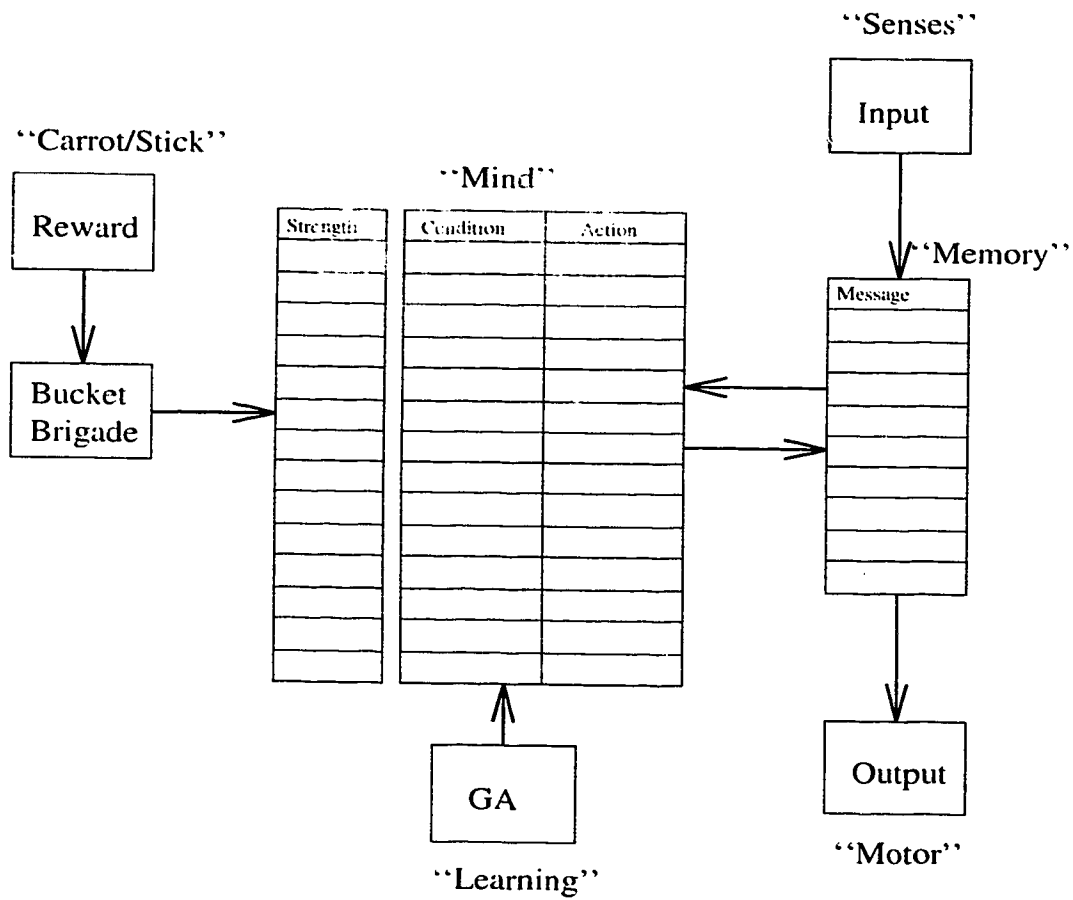 ‘‘Senses’’
Input
‘‘Carrot/Stick’’
Reward
‘‘Mind’’
Strength
Condition
Action
‘‘Memory’’
Message
Bucket
Brigade
GA
‘‘Learning’’
Output
‘‘Motor’’